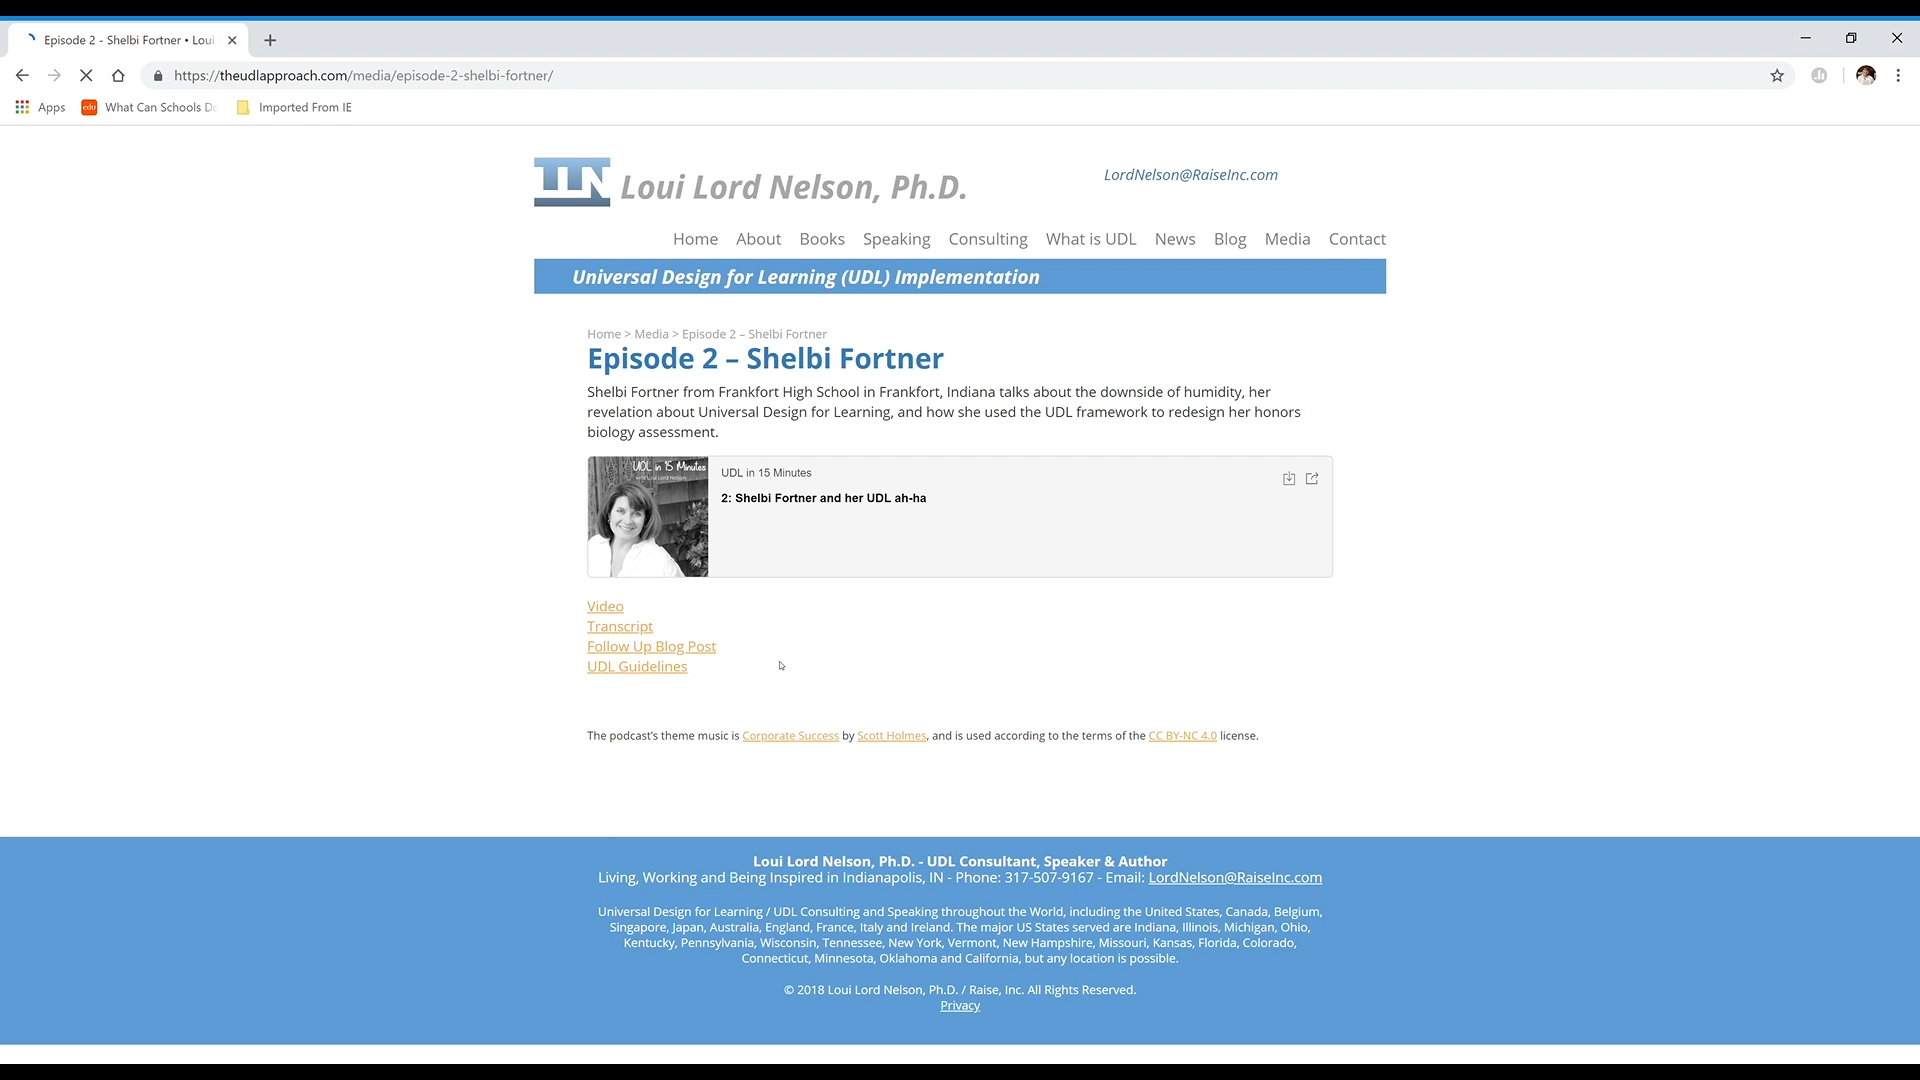 Episode 2 - Shelbi Fortner • Loui
https://theudlapproach.com/media/episode-2-shelbi-fortner/
Apps
edu
What Can Schools Do
Imported From IE
LLN
Loui Lord Nelson, Ph.D.
LordNelson@RaiseInc.com
Home About Books Speaking Consulting What is UDL News Blog Media Contact
Universal Design for Learning (UDL) Implementation
Home > Media > Episode 2 – Shelbi Fortner
Episode 2 – Shelbi Fortner
Shelbi Fortner from Frankfort High School in Frankfort, Indiana talks about the downside of humidity, her
revelation about Universal Design for Learning, and how she used the UDL framework to redesign her honors
biology assessment.
UDL in 15 Minutes
with Loui Lord Nelson
UDL in 15 Minutes
2: Shelbi Fortner and her UDL ah-ha
Video
Transcript
Follow Up Blog Post
UDL Guidelines
The podcast's theme music is Corporate Success by Scott Holmes, and is used according to the terms of the CC BY-NC 4.0 license.
Loui Lord Nelson, Ph.D. - UDL Consultant, Speaker & Author
Living, Working and Being Inspired in Indianapolis, IN - Phone: 317-507-9167 - Email: LordNelson@RaiseInc.com
Universal Design for Learning / UDL Consulting and Speaking throughout the World, including the United States, Canada, Belgium,
Singapore, Japan, Australia, England, France, Italy and Ireland. The major US States served are Indiana, Illinois, Michigan, Ohio,
Kentucky, Pennsylvania, Wisconsin, Tennessee, New York, Vermont, New Hampshire, Missouri, Kansas, Florida, Colorado,
Connecticut, Minnesota, Oklahoma and California, but any location is possible.
© 2018 Loui Lord Nelson, Ph.D. / Raise, Inc. All Rights Reserved.
Privacy